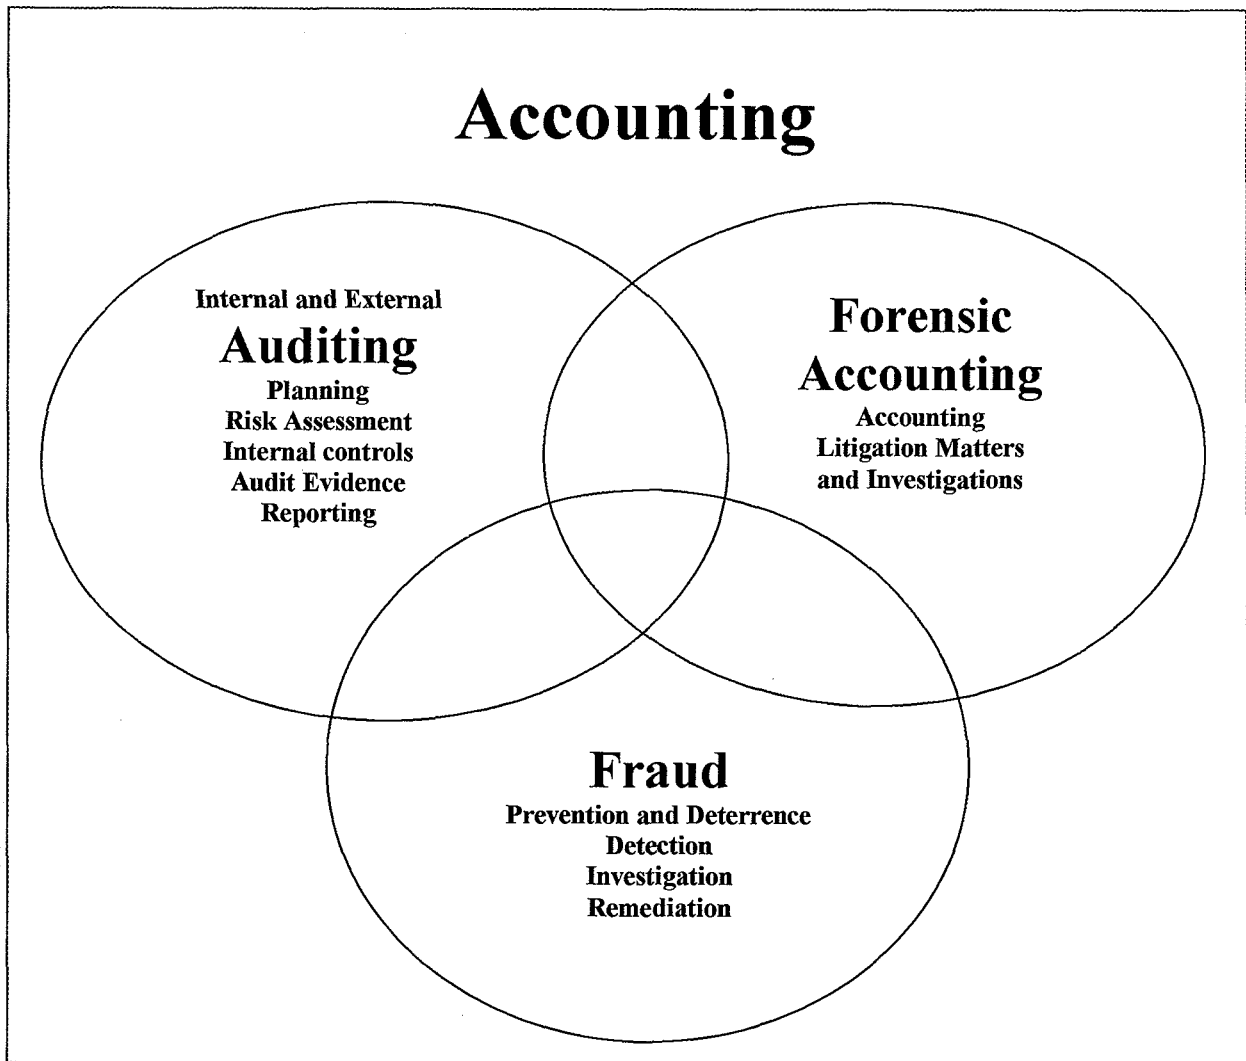 Accounting
Internal and External
Auditing
Planning
Risk Assessment
Internal controls
Audit Evidence
Reporting
Forensic
Accounting
Accounting
Litigation Matters
and Investigations
Fraud
Prevention and Deterrence
Detection
Investigation
Remediation